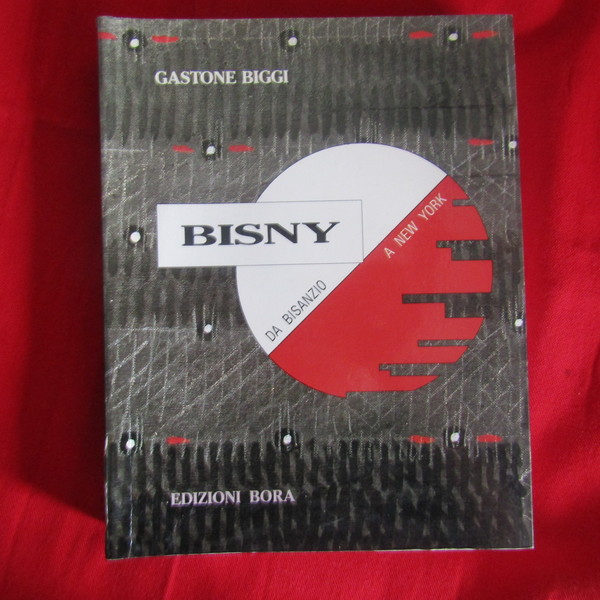 GASTONE BIGGI
BISNY
DA BISANZIO
A NEW YORK
EDIZIONI BORA